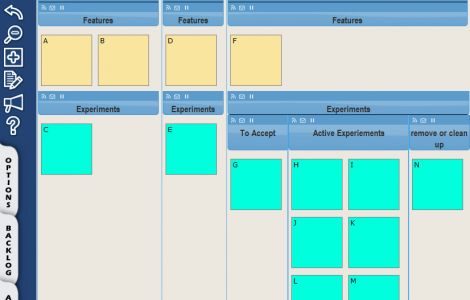 Features
Features
Features
A
B
D
F
Experiments
Experiments
Experiments
C
E
To Accept
Active Experiements
remove or clean
up
G
H
I
N
J
K
L
M
OPTIONS
BACKLOG
A